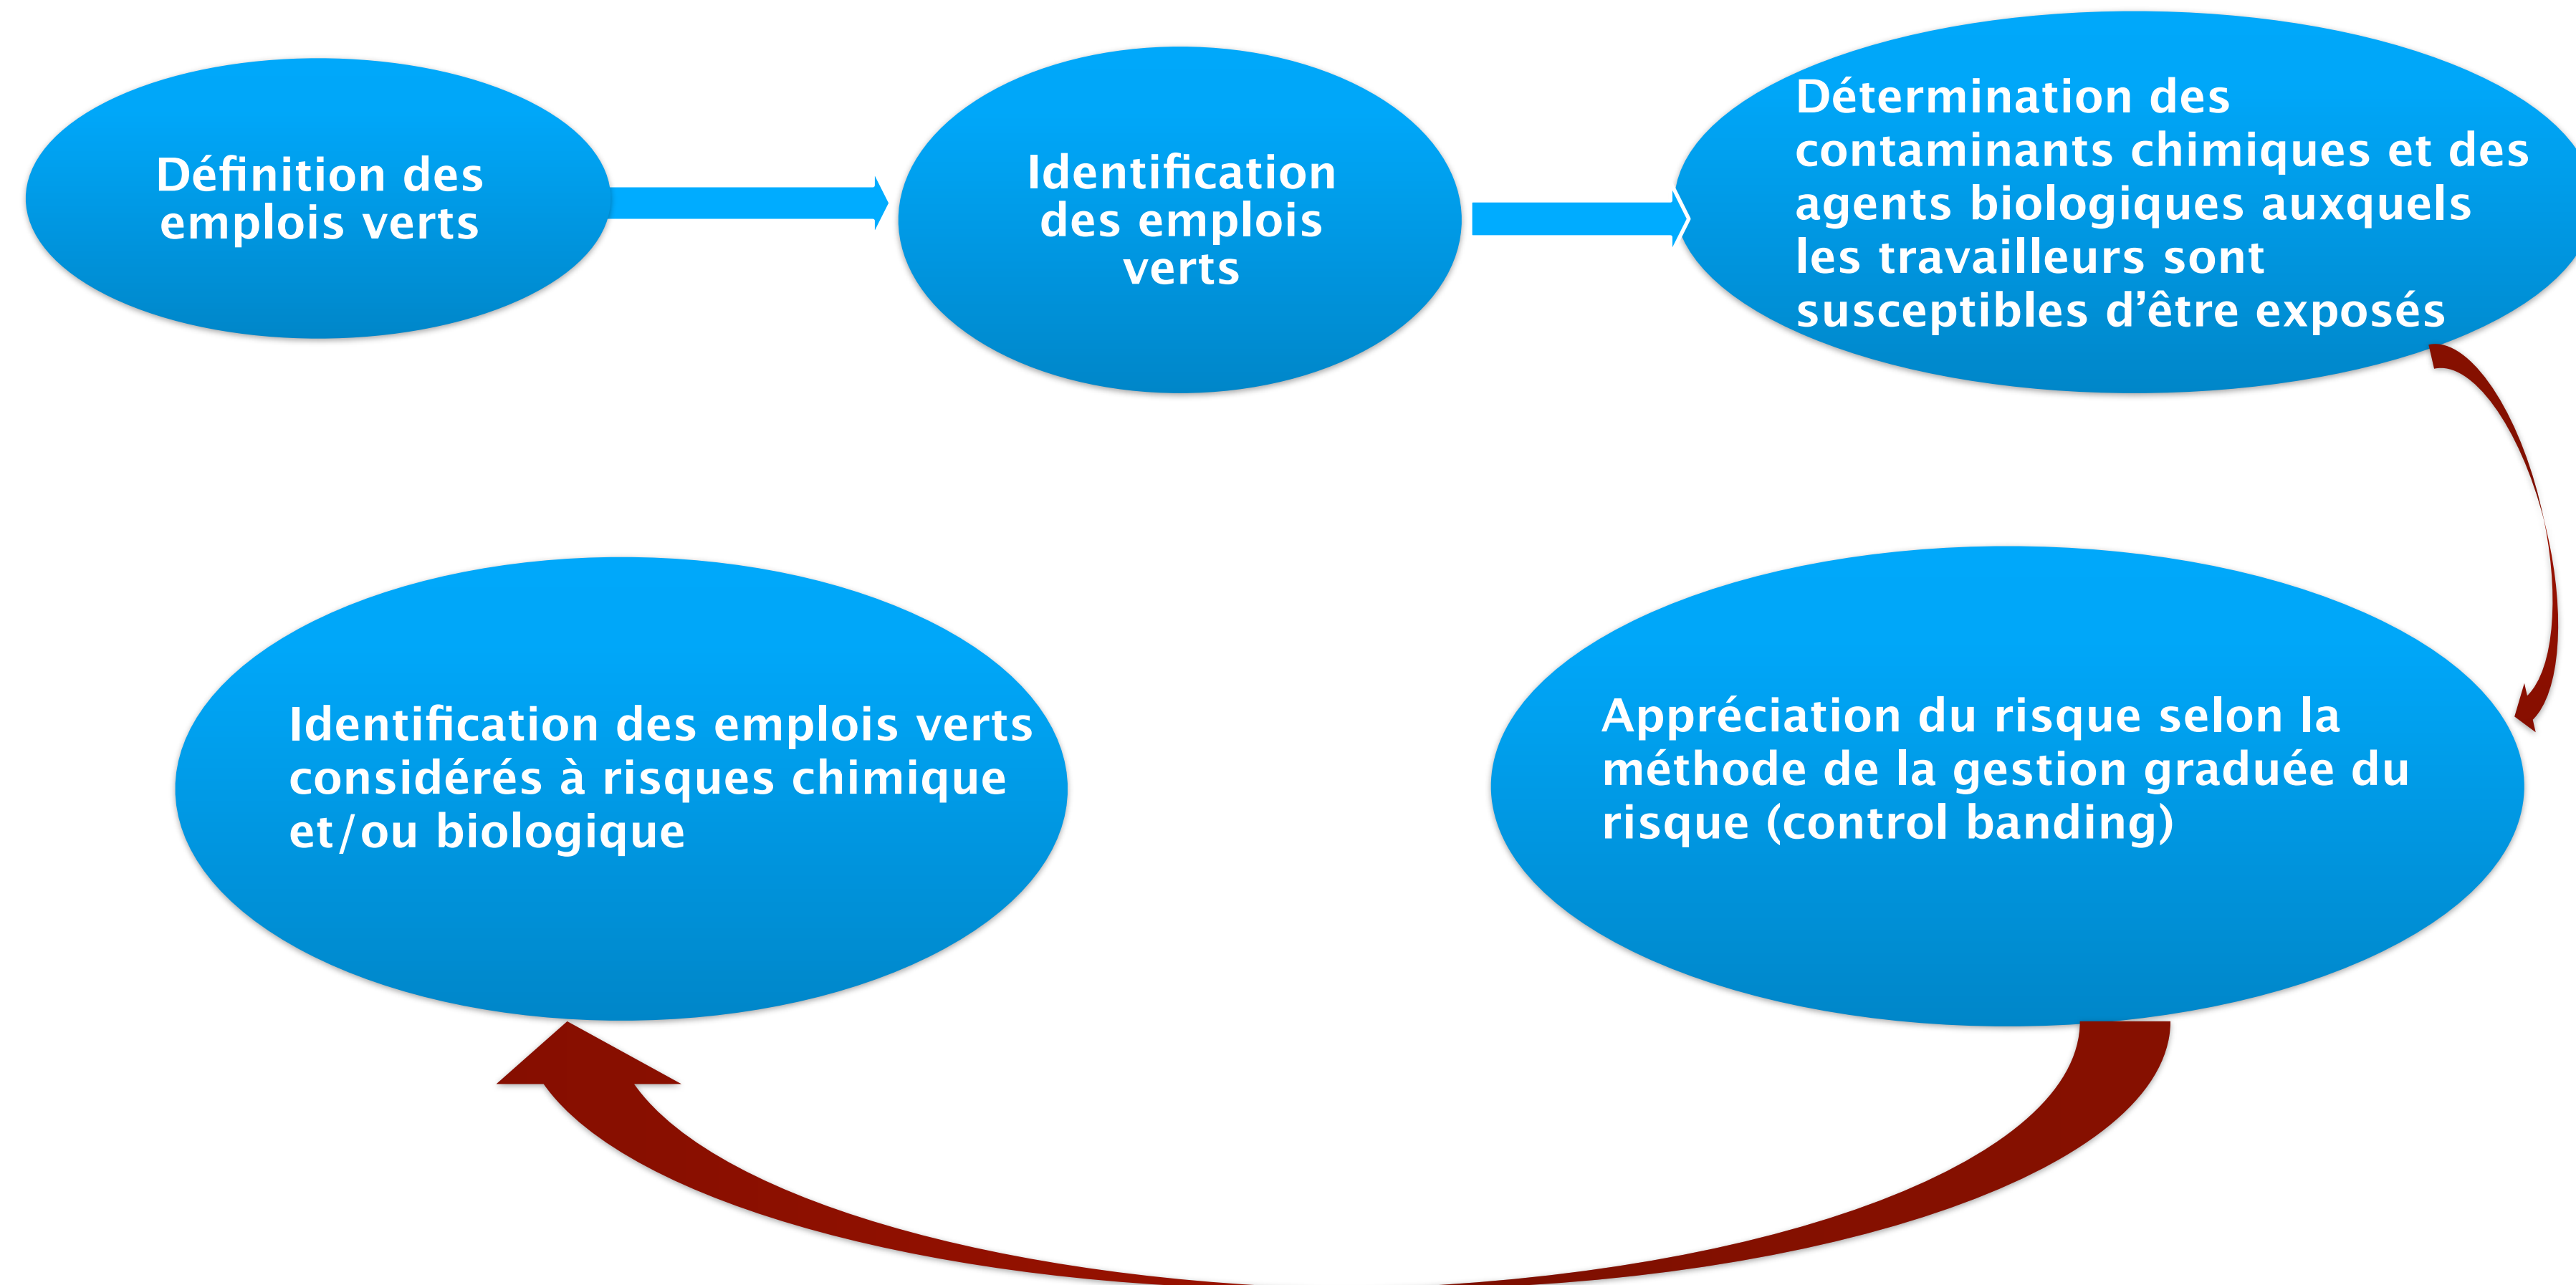 Définition des
emplois verts
Identification
des emplois
verts
Détermination des
contaminants chimiques et des
agents biologiques auxquels
les travailleurs sont
susceptibles d’être exposés
Appréciation du risque selon la
méthode de la gestion graduée du
risque (control banding)
Identification des emplois verts
considérés à risques chimique
et/ou biologique